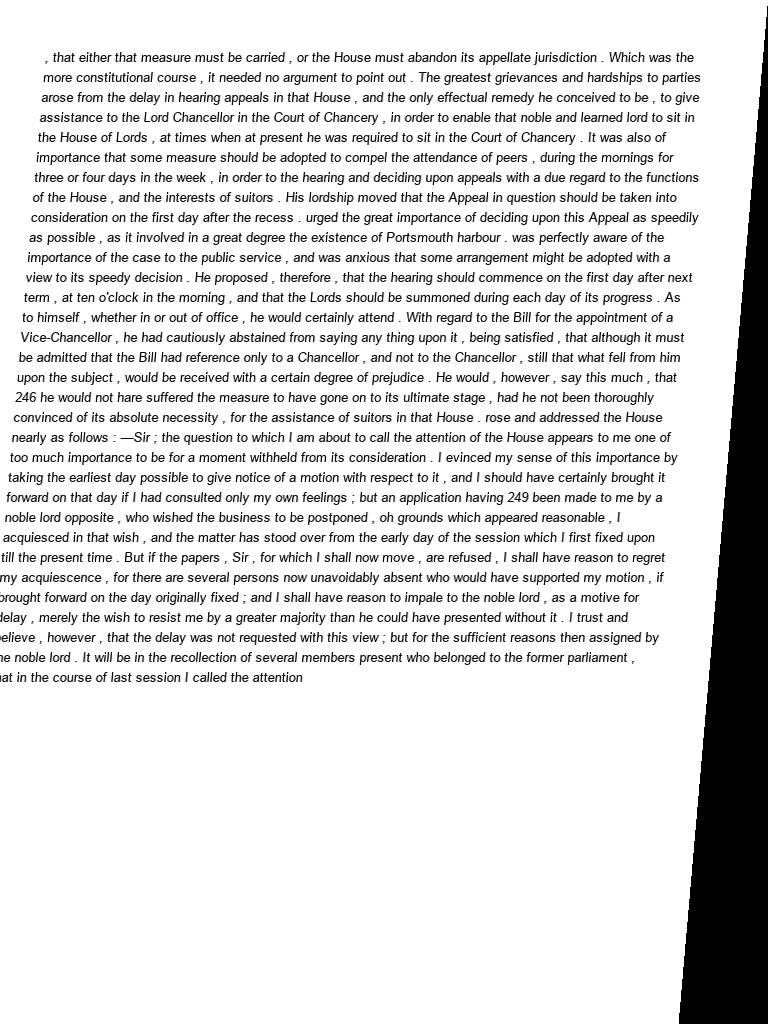 , that either that measure must be carried , or the House must abandon its appellate jurisdiction . Which was the
more constitutional course , it needed no argument to point out . The greatest grievances and hardships to parties
arose from the delay in hearing appeals in that House , and the only effectual remedy he conceived to be , to give
assistance to the Lord Chancellor in the Court of Chancery , in order to enable that noble and learned lord to sit in
the House of Lords , at times when at present he was required to sit in the Court of Chancery . It was also of
importance that some measure should be adopted to compel the attendance of peers , during the mornings for
three or four days in the week , in order to the hearing and deciding upon appeals with a due regard to the functions
of the House , and the interests of suitors . His lordship moved that the Appeal in question should be taken into
consideration on the first day after the recess . urged the great importance of deciding upon this Appeal as speedily
as possible , as it involved in a great degree the existence of Portsmouth harbour . was perfectly aware of the
importance of the case to the public service , and was anxious that some arrangement might be adopted with a
view to its speedy decision . He proposed , therefore , that the hearing should commence on the first day after next
term , at ten o'clock in the morning , and that the Lords should be summoned during each day of its progress . As
to himself , whether in or out of office , he would certainly attend . With regard to the Bill for the appointment of a
Vice-Chancellor , he had cautiously abstained from saying any thing upon it , being satisfied , that although it must
be admitted that the Bill had reference only to a Chancellor , and not to the Chancellor , still that what fell from him
upon the subject , would be received with a certain degree of prejudice . He would , however , say this much , that
246 he would not hare suffered the measure to have gone on to its ultimate stage , had he not been thoroughly
convinced of its absolute necessity , for the assistance of suitors in that House . rose and addressed the House
nearly as follows : —Sir ; the question to which I am about to call the attention of the House appears to me one of
too much importance to be for a moment withheld from its consideration . I evinced my sense of this importance by
taking the earliest day possible to give notice of a motion with respect to it , and I should have certainly brought it
forward on that day if I had consulted only my own feelings ; but an application having 249 been made to me by a
noble lord opposite , who wished the business to be postponed , oh grounds which appeared reasonable , I
acquiesced in that wish , and the matter has stood over from the early day of the session which I first fixed upon
till the present time . But if the papers , Sir , for which I shall now move , are refused , I shall have reason to regret
my acquiescence , for there are several persons now unavoidably absent who would have supported my motion , if
brought forward on the day originally fixed ; and I shall have reason to impale to the noble lord , as a motive for
delay , merely the wish to resist me by a greater majority than he could have presented without it . I trust and
believe , however , that the delay was not requested with this view ; but for the sufficient reasons then assigned by
he noble lord . It will be in the recollection of several members present who belonged to the former parliament ,
hat in the course of last session I called the attention